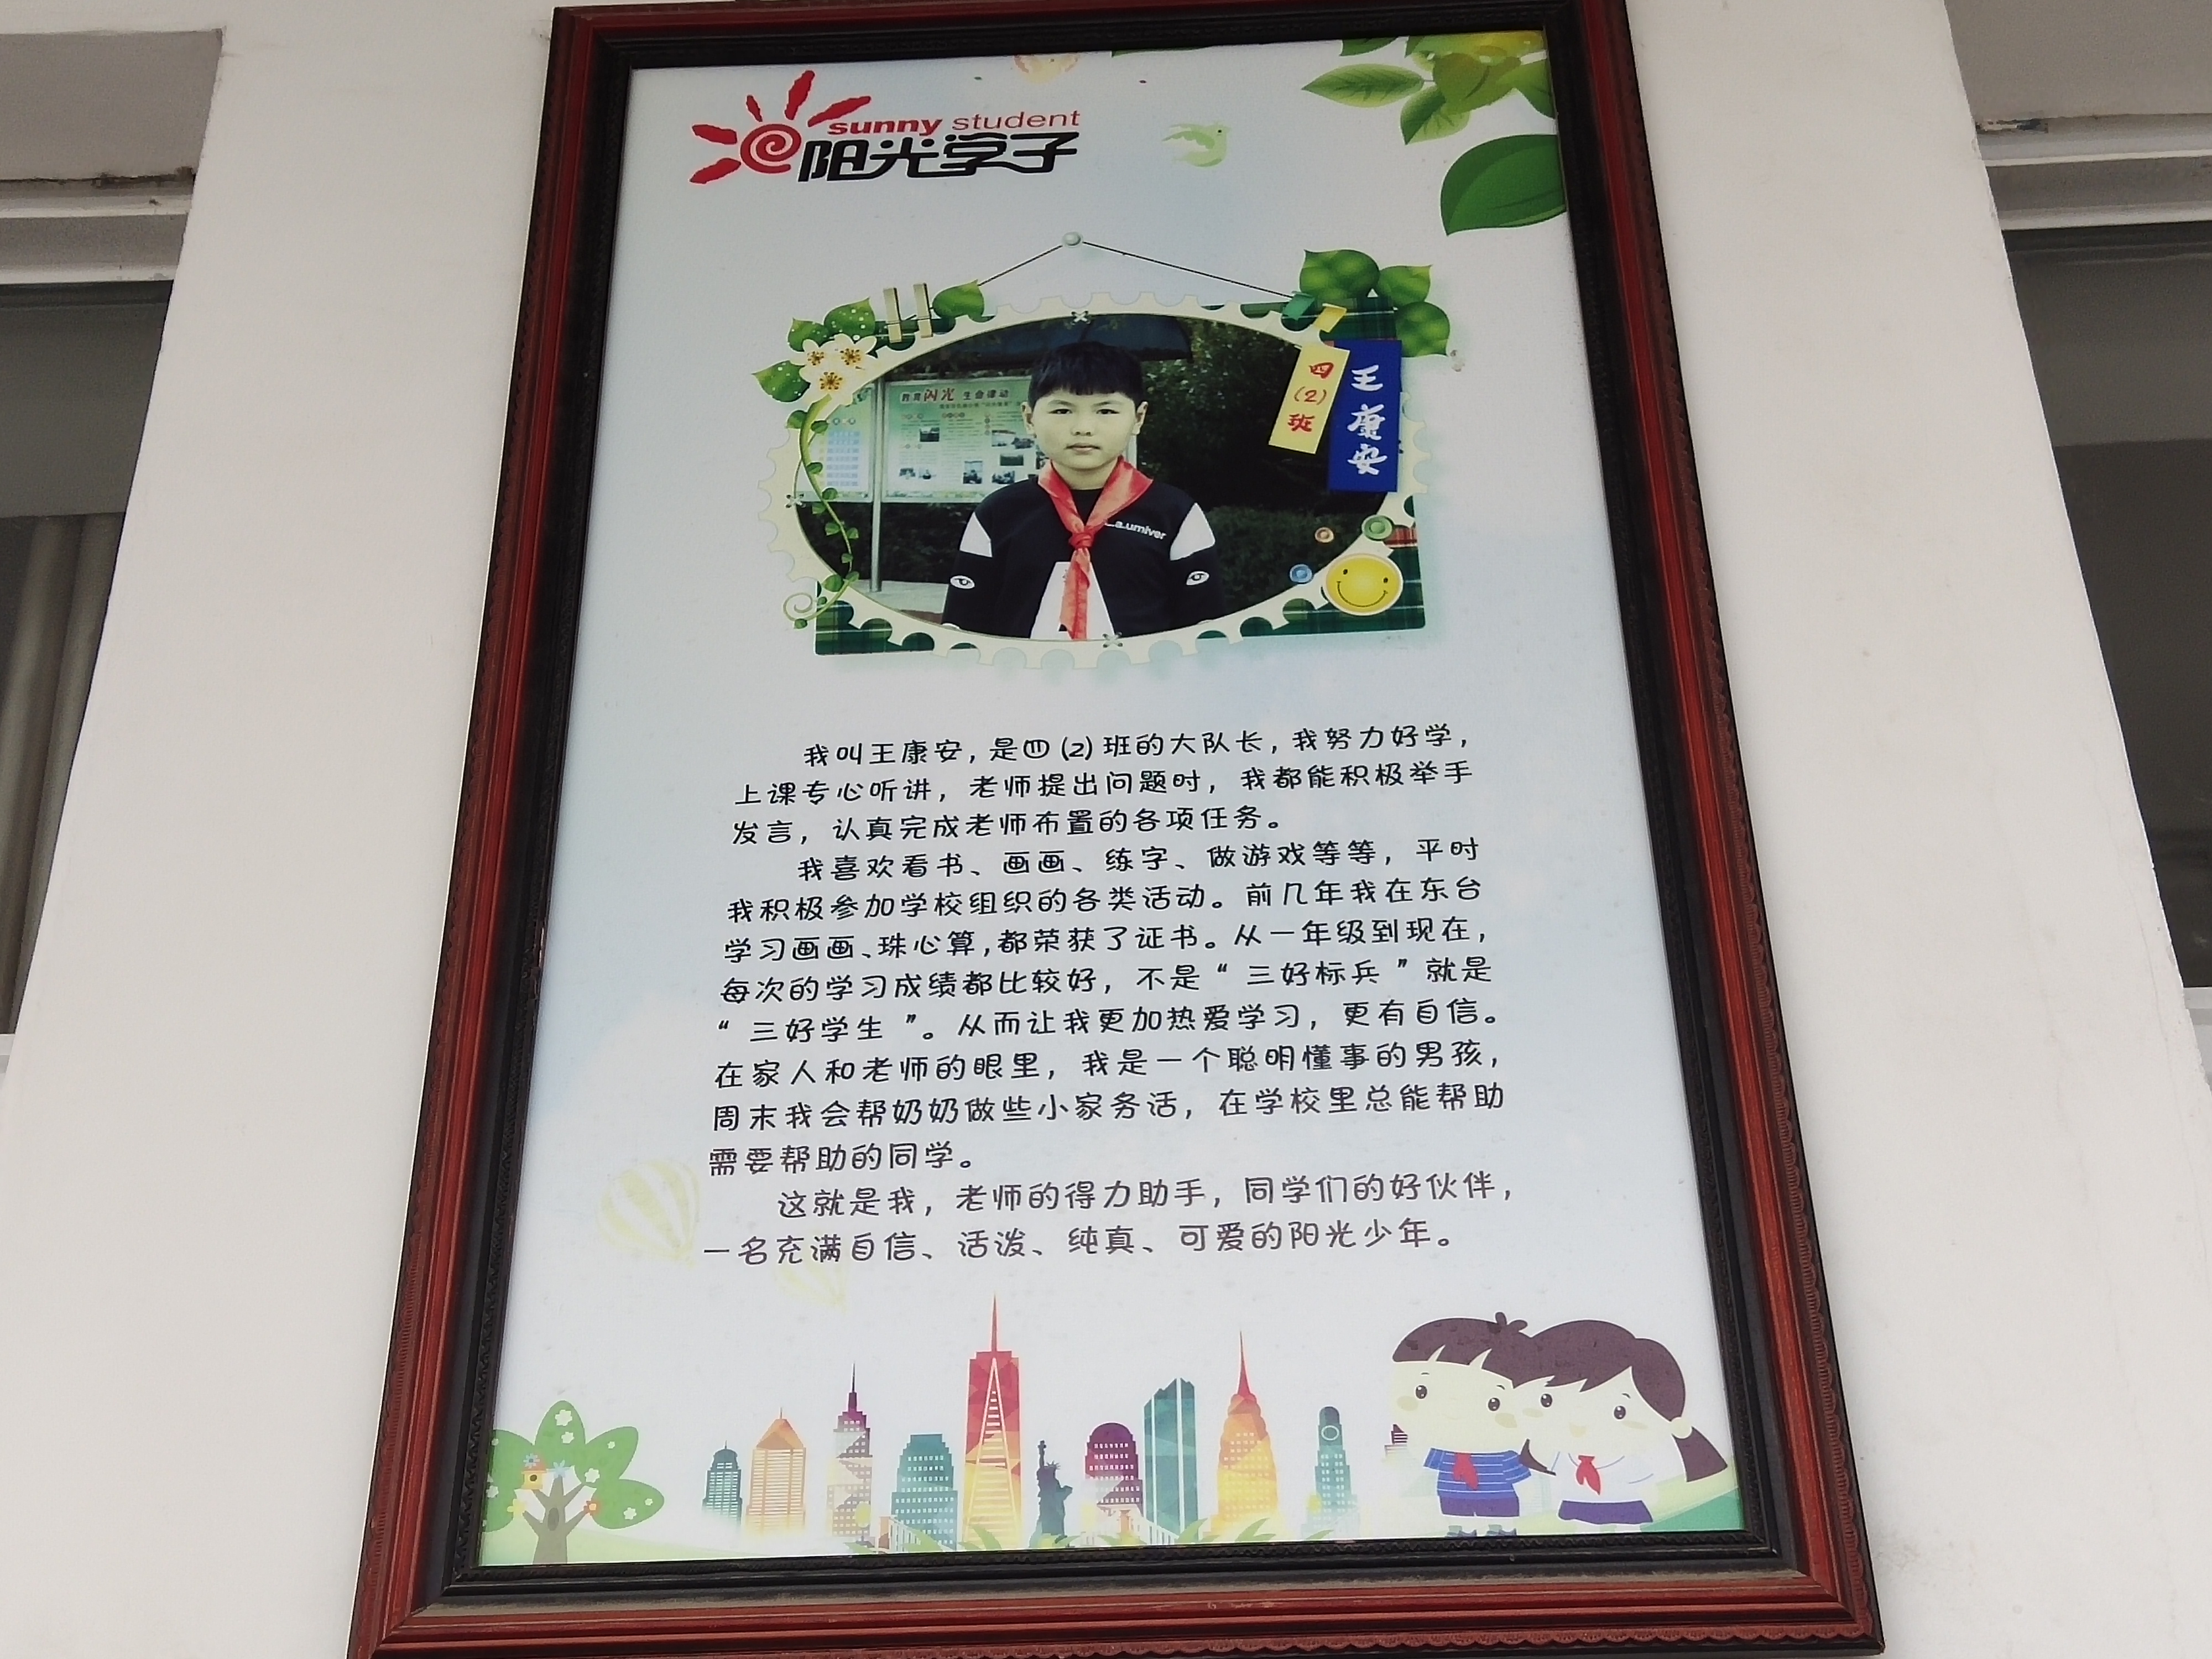 sunny student
阳光学子
教育闪光 生命律动
四(2)班
王康安
a.umiver
我叫王康安，是四(2)班的大队长，我努力好学，
上课专心听讲，老师提出问题时，我都能积极举手
发言，认真完成老师布置的各项任务。
我喜欢看书、画画、练字、做游戏等等，平时
我积极参加学校组织的各类活动。前几年我在东台
学习画画、珠心算，都荣获了证书。从一年级到现在，
每次的学习成绩都比较好，不是“三好标兵”就是
“三好学生”。从而让我更加热爱学习，更有自信。
在家人和老师的眼里，我是一个聪明懂事的男孩，
周末我会帮奶奶做些小家务活，在学校里总能帮助
需要帮助的同学。
这就是我，老师的得力助手，同学们的好伙伴，
一名充满自信、活泼、纯真、可爱的阳光少年。